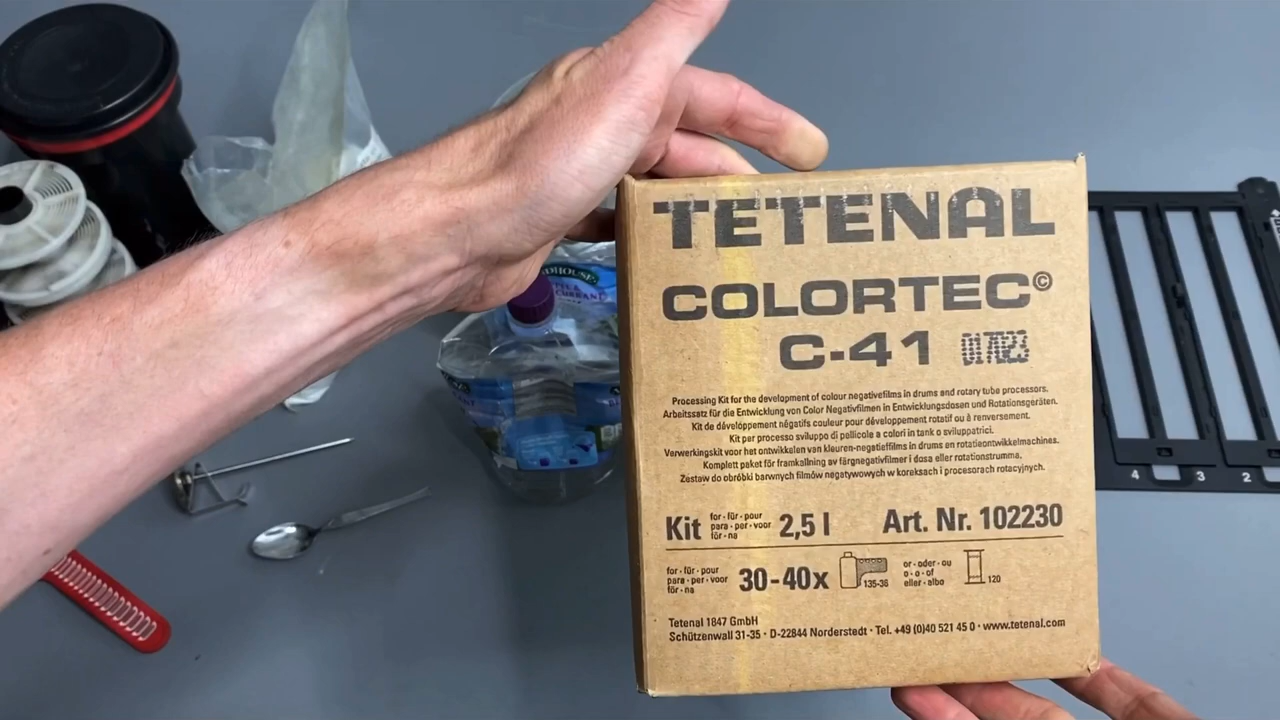 TETENAL
COLORTEC©
C-41 017023
Processing Kit for the development of colour negativefilms in drums and rotary tube processors.
Arbeitssatz für die Entwicklung von Color Negativfilmen in Entwicklungsdosen und Rotationsgeräten.
Kit de développement négatifs couleur pour développement rotatif ou à renversement.
Kit per processo sviluppo di pellicole a colori in tank o sviluppatrici.
Verwerkingskit voor het ontwikkelen van kleuren-negatieffilms in drums en rotatieontwikkelmachines.
Komplett paket för framkallning av färgnegativfilmer i dosa eller rotationstrumma.
Zestaw do obróbki barwnych filmów negatywowych w koreksach i procesorach rotacyjnych.
Kit for · für · pour para · per · voor för · na 2,5 l Art. Nr. 102230
for · für · pour para · per · voor för · na 30-40x 135-36 or · oder · ou o · o · of eller · albo 120
Tetenal 1847 GmbH
Schützenwall 31-35 · D-22844 Norderstedt · Tel. +49 (0)40 521 45 0 · www.tetenal.com
4 3 2